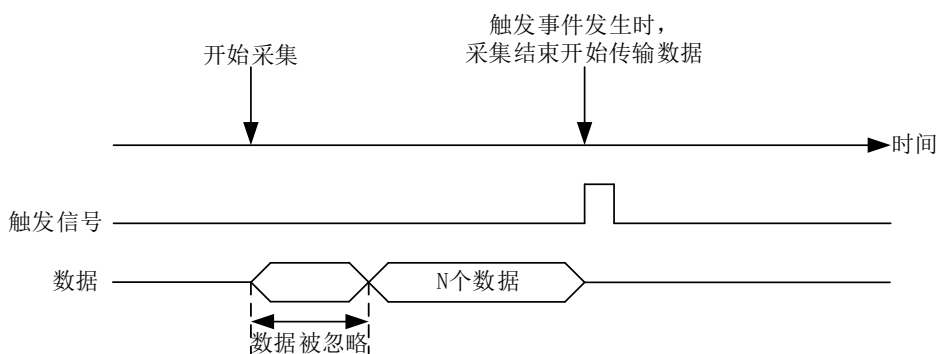 触发事件发生时,
开始采集
采集结束开始传输数据
时间
触发信号
数据
N个数据
数据被忽略